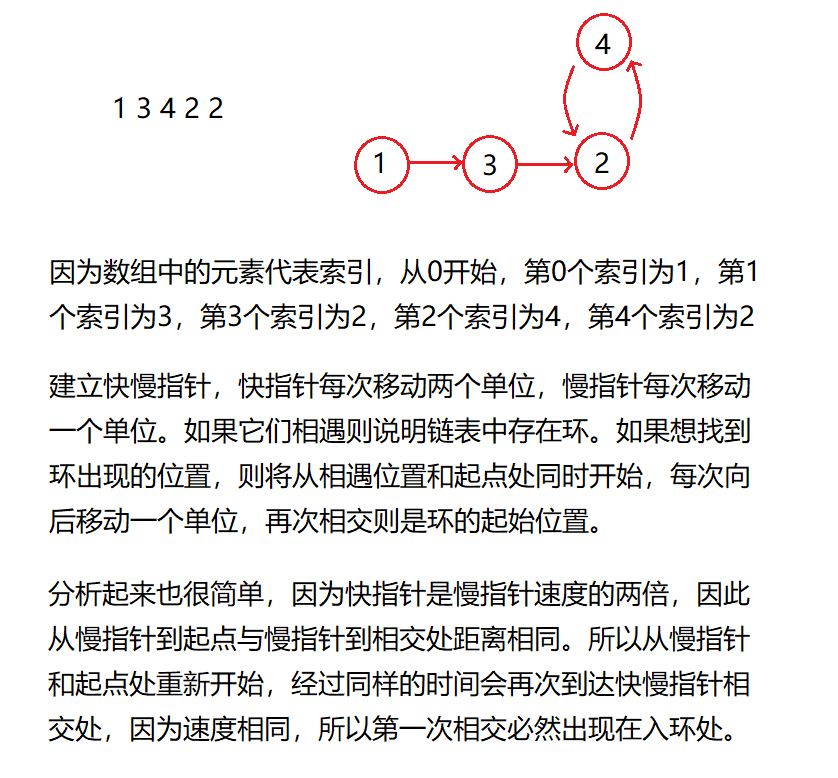 4
1 3 4 2 2
1
3
2
因为数组中的元素代表索引，从0开始，第0个索引为1，第1
个索引为3，第3个索引为2，第2个索引为4，第4个索引为2
建立快慢指针，快指针每次移动两个单位，慢指针每次移动
一个单位。如果它们相遇则说明链表中存在环。如果想找到
环出现的位置，则将从相遇位置和起点处同时开始，每次向
后移动一个单位，再次相交则是环的起始位置。
分析起来也很简单，因为快指针是慢指针速度的两倍，因此
从慢指针到起点与慢指针到相交处距离相同。所以从慢指针
和起点处重新开始，经过同样的时间会再次到达快慢指针相
交处，因为速度相同，所以第一次相交必然出现在入环处。